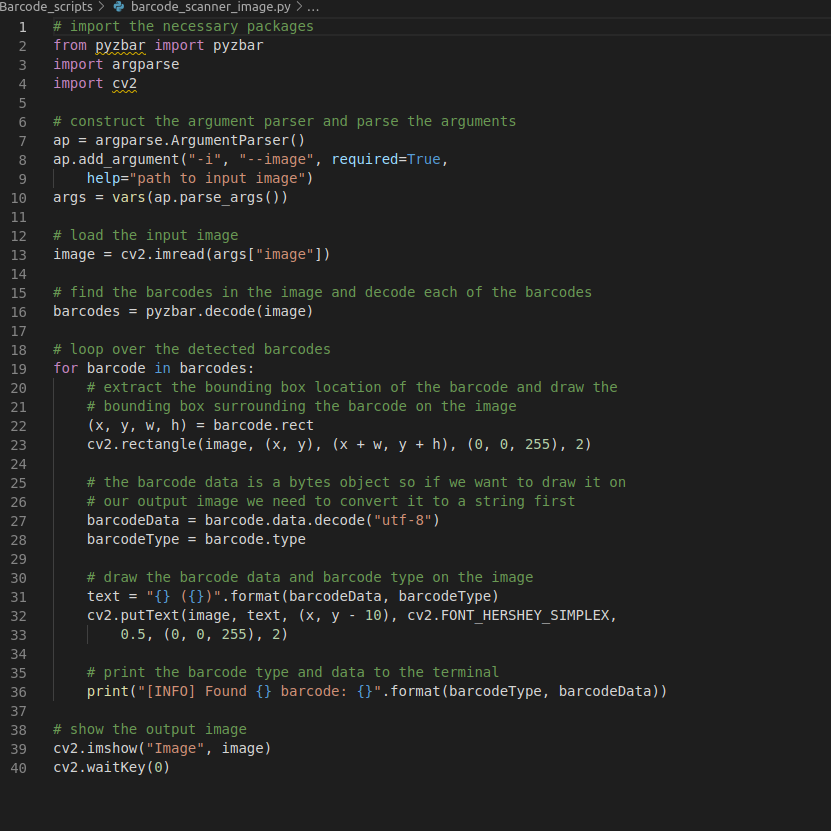 Barcode_scripts > barcode_scanner_image.py > ...
1 # import the necessary packages
2 from pyzbar import pyzbar
3 import argparse
4 import cv2
5
6 # construct the argument parser and parse the arguments
7 ap = argparse.ArgumentParser()
8 ap.add_argument("-i", "--image", required=True,
9     help="path to input image")
10 args = vars(ap.parse_args())
11
12 # load the input image
13 image = cv2.imread(args["image"])
14
15 # find the barcodes in the image and decode each of the barcodes
16 barcodes = pyzbar.decode(image)
17
18 # loop over the detected barcodes
19 for barcode in barcodes:
20     # extract the bounding box location of the barcode and draw the
21     # bounding box surrounding the barcode on the image
22     (x, y, w, h) = barcode.rect
23     cv2.rectangle(image, (x, y), (x + w, y + h), (0, 0, 255), 2)
24
25     # the barcode data is a bytes object so if we want to draw it on
26     # our output image we need to convert it to a string first
27     barcodeData = barcode.data.decode("utf-8")
28     barcodeType = barcode.type
29
30     # draw the barcode data and barcode type on the image
31     text = "{} ({})".format(barcodeData, barcodeType)
32     cv2.putText(image, text, (x, y - 10), cv2.FONT_HERSHEY_SIMPLEX,
33         0.5, (0, 0, 255), 2)
34
35     # print the barcode type and data to the terminal
36     print("[INFO] Found {} barcode: {}".format(barcodeType, barcodeData))
37
38 # show the output image
39 cv2.imshow("Image", image)
40 cv2.waitKey(0)